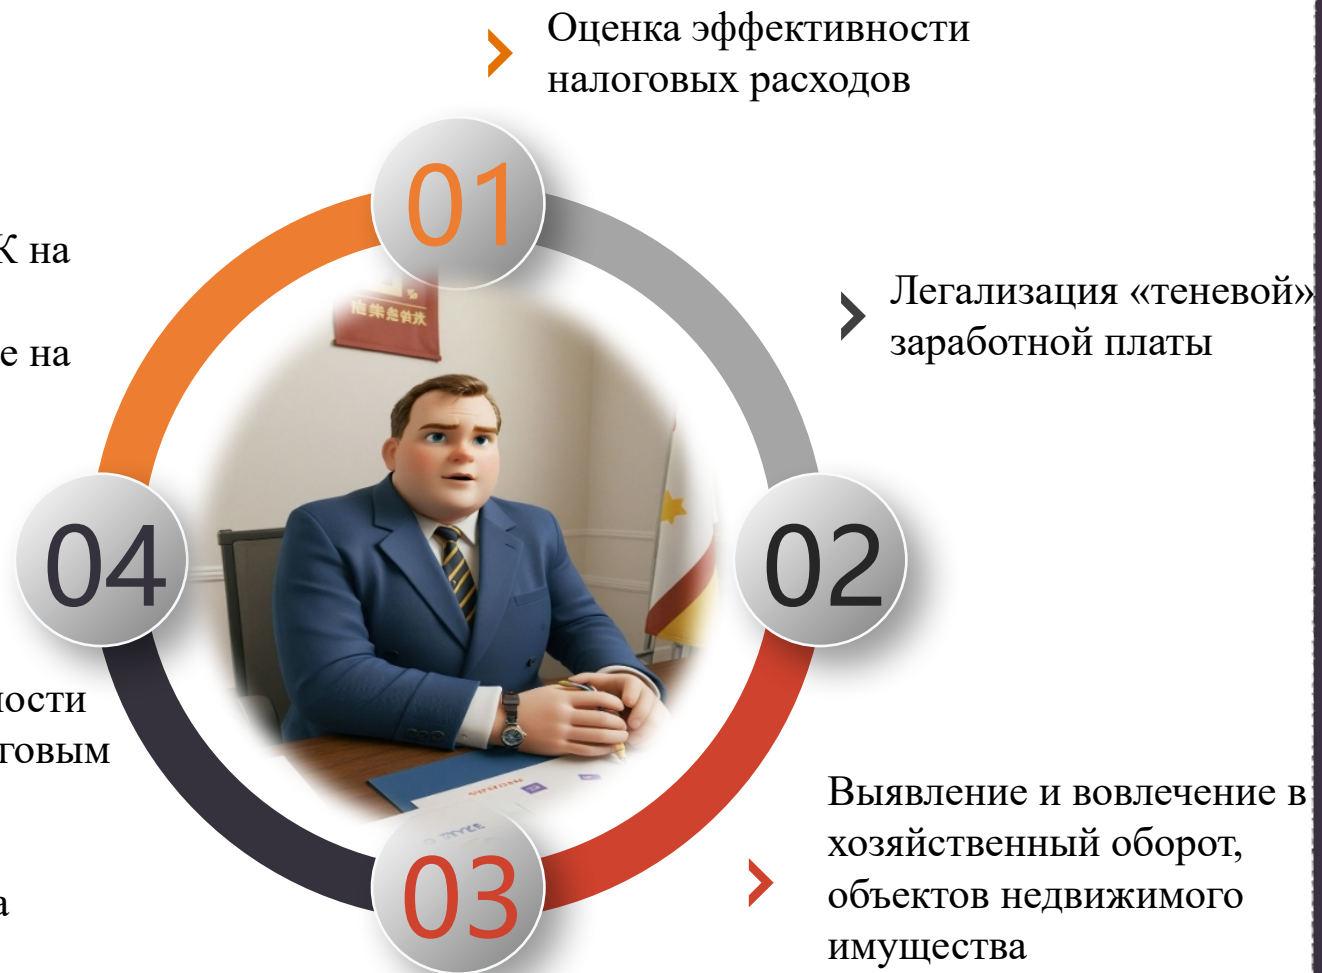 Оценка эффективности
налоговых расходов
01
К на
е на
Легализация «теневой»
заработной платы
04
02
ности
говым
а
03
Выявление и вовлечение в
хозяйственный оборот,
объектов недвижимого
имущества